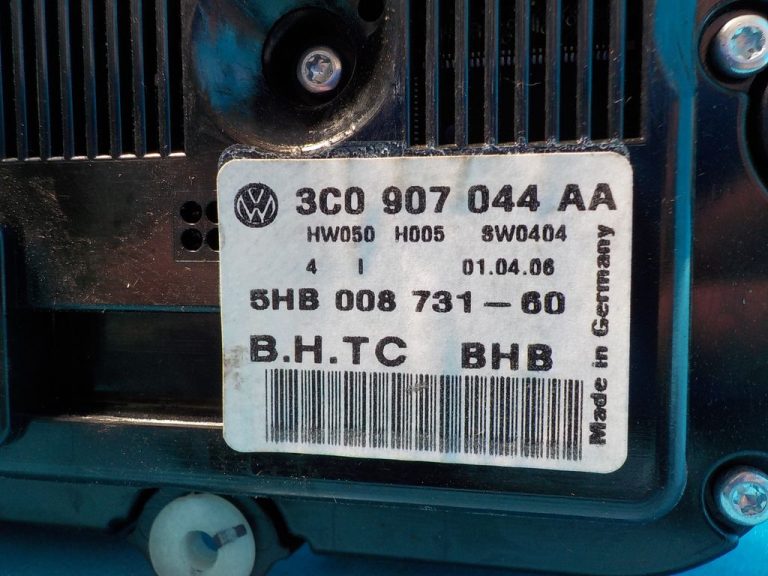 3C0 907 044 AA
HW050 H005 SW0404
4 I 01.04.06
5HB 008 731-60
B.H.TC BHB
Made in Germany